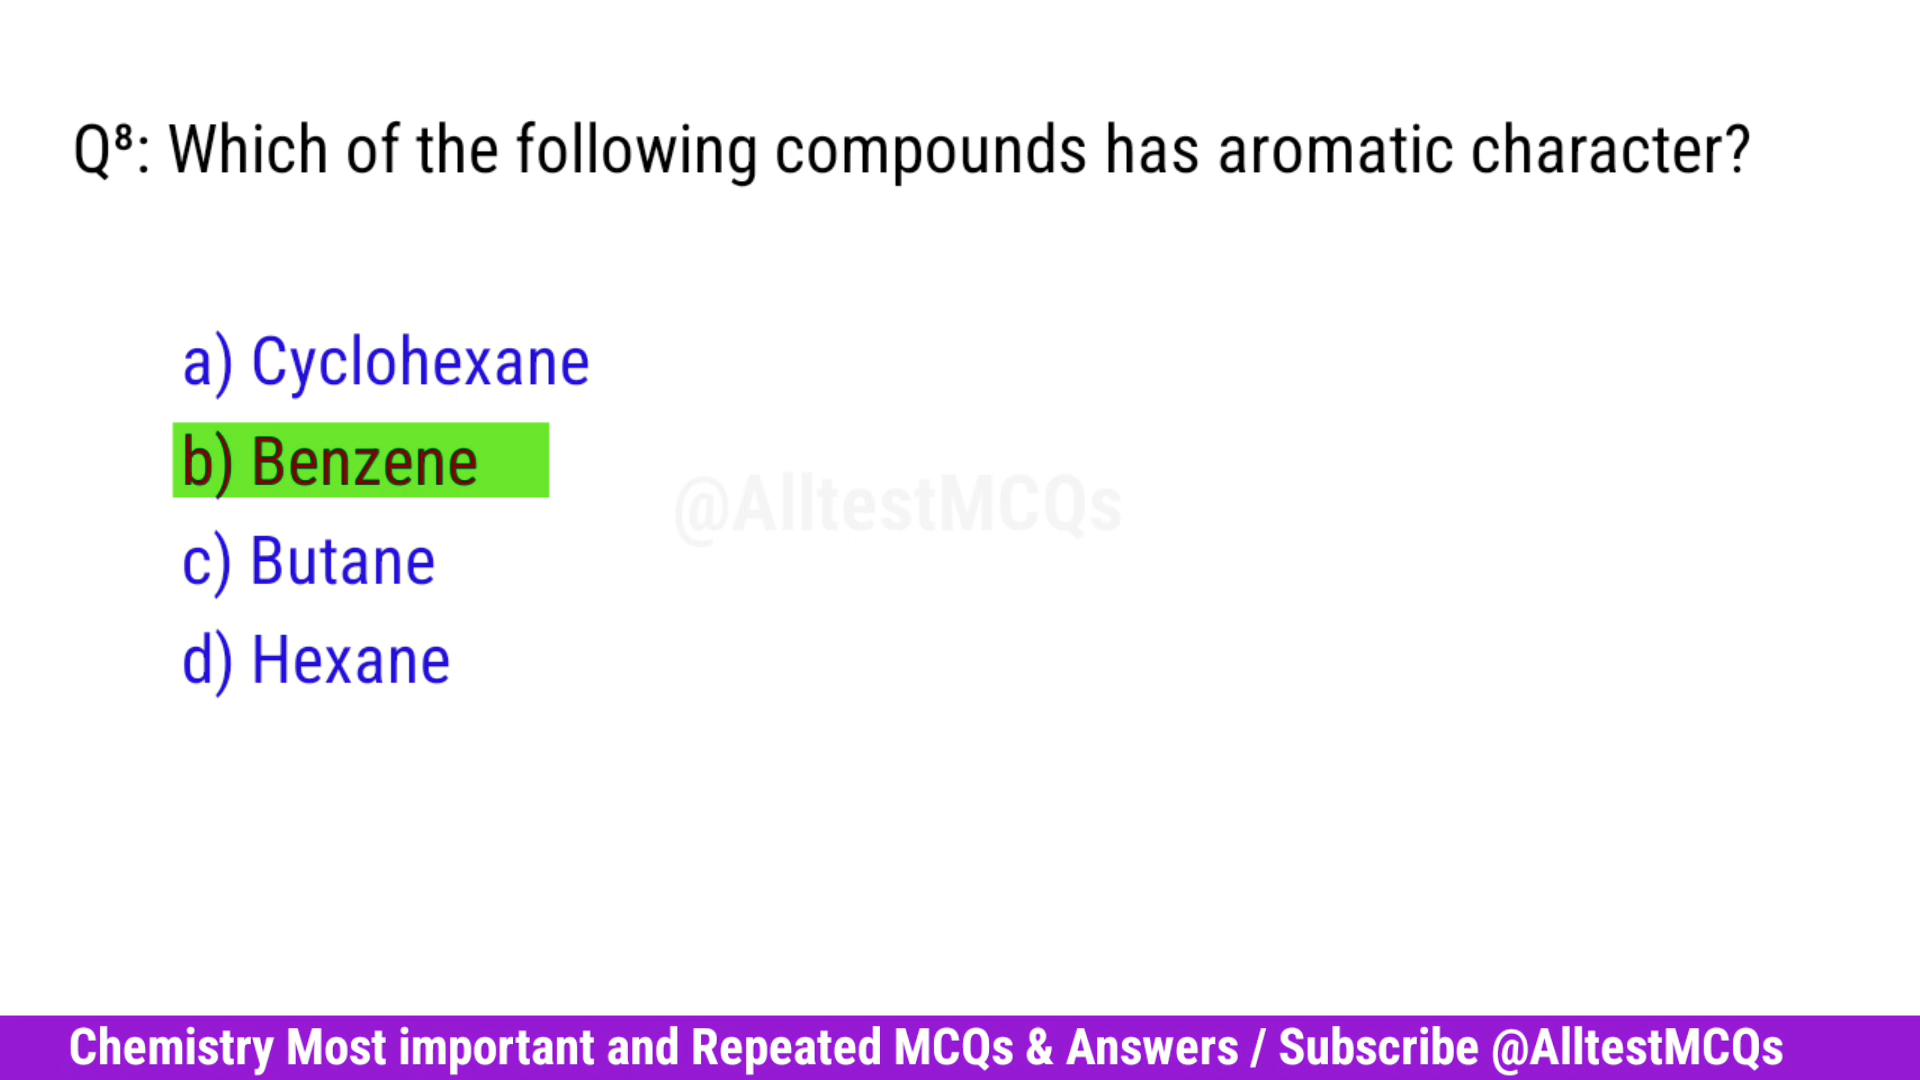 Q⁸: Which of the following compounds has aromatic character?
a) Cyclohexane
b) Benzene
@AlltestMCQs
c) Butane
d) Hexane
Chemistry Most important and Repeated MCQs & Answers / Subscribe @AlltestMCQs